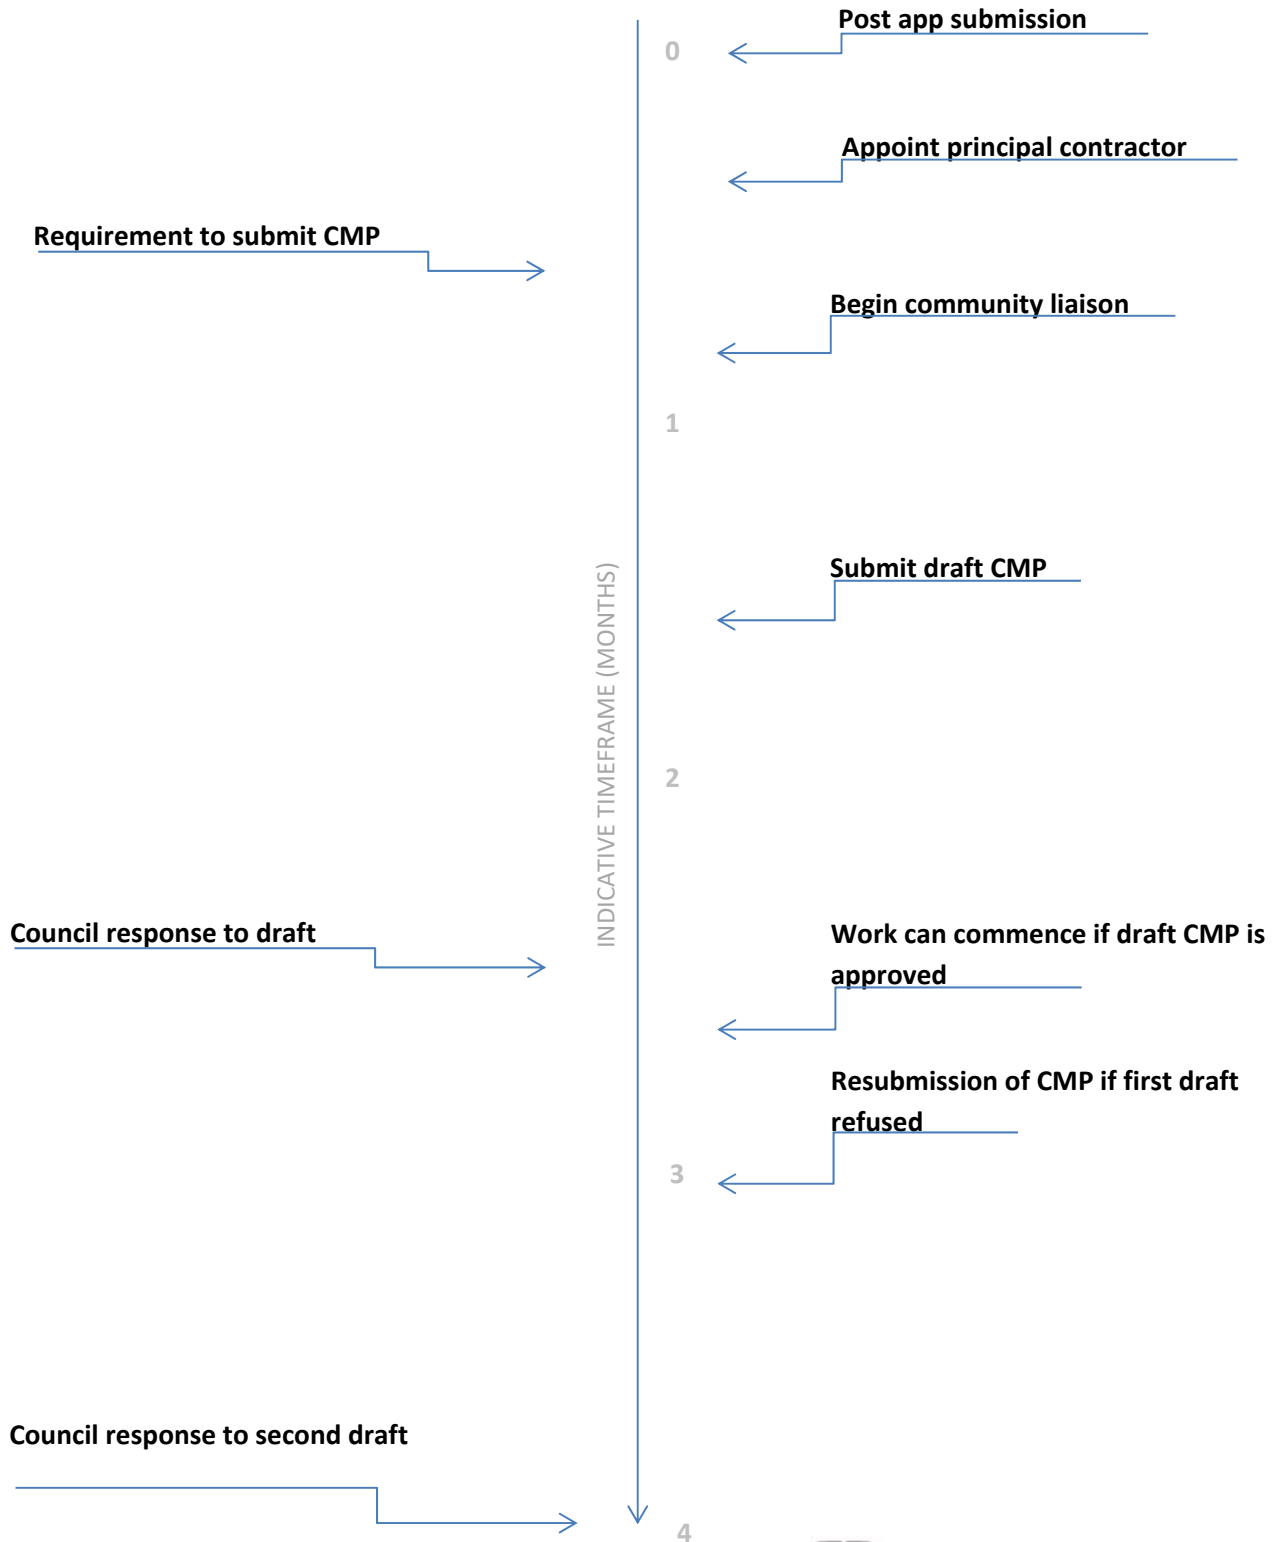 Post app submission
0
Appoint principal contractor
Requirement to submit CMP
Begin community liaison
1
Submit draft CMP
INDICATIVE TIMEFRAME (MONTHS)
2
Council response to draft
Work can commence if draft CMP is
approved
Resubmission of CMP if first draft
refused
3
Council response to second draft
4